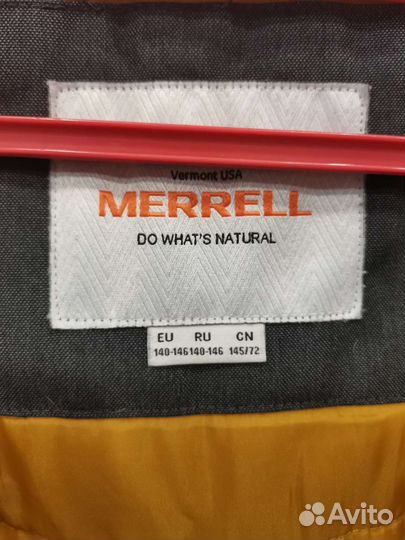 Vermont USA
MERRELL
DO WHAT'S NATURAL
EU RU CN
140-146 140-146 145/72
Avito